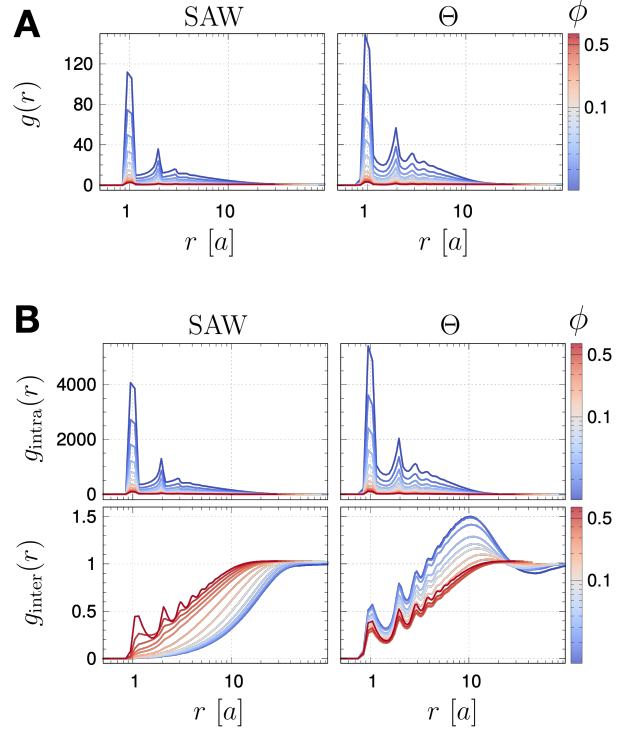 A
SAW
Θ
ϕ
g(r)
120
80
40
0
0.5
0.1
1
10
1
10
r [a]
r [a]
B
SAW
Θ
ϕ
g_intra(r)
4000
2000
0
0.5
0.1
g_inter(r)
1.5
1
0.5
0
0.5
0.1
1
10
1
10
r [a]
r [a]